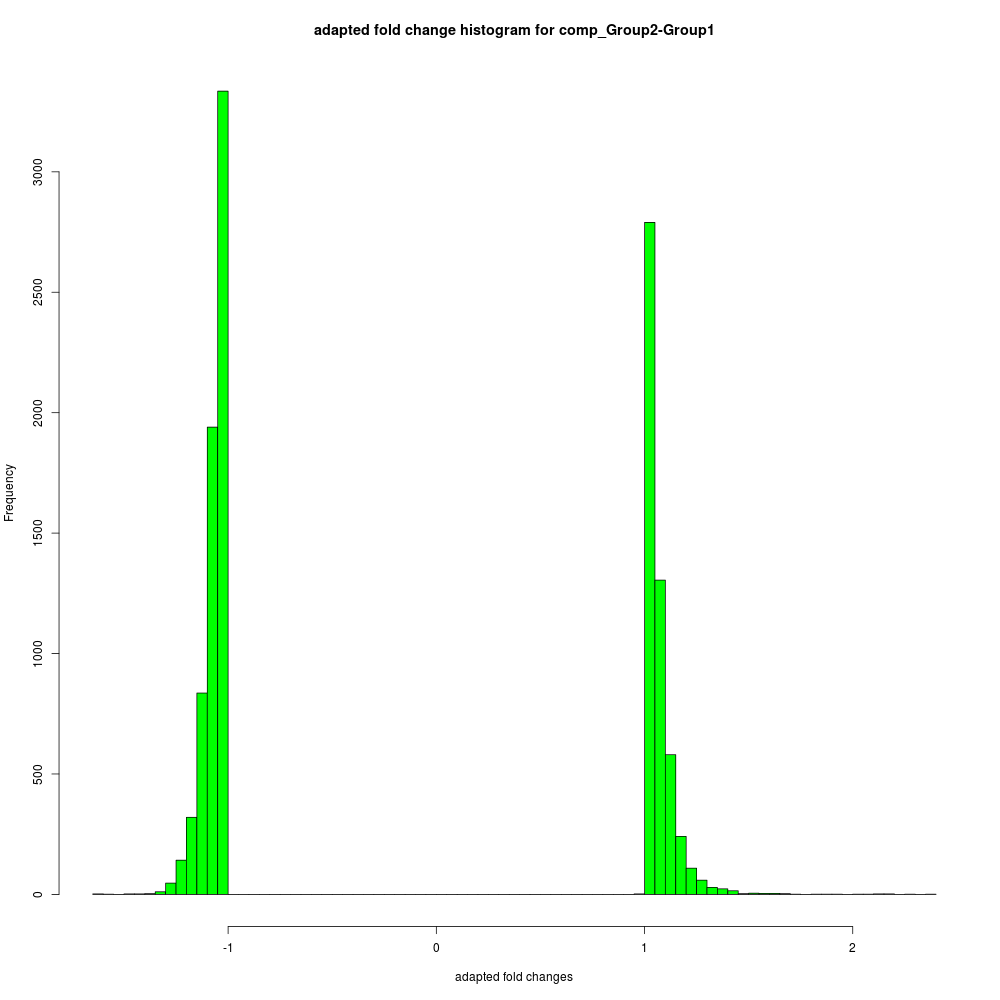 adapted fold change histogram for comp_Group2-Group1
Frequency
3000
2500
2000
1500
1000
500
0
-1 0 1 2
adapted fold changes